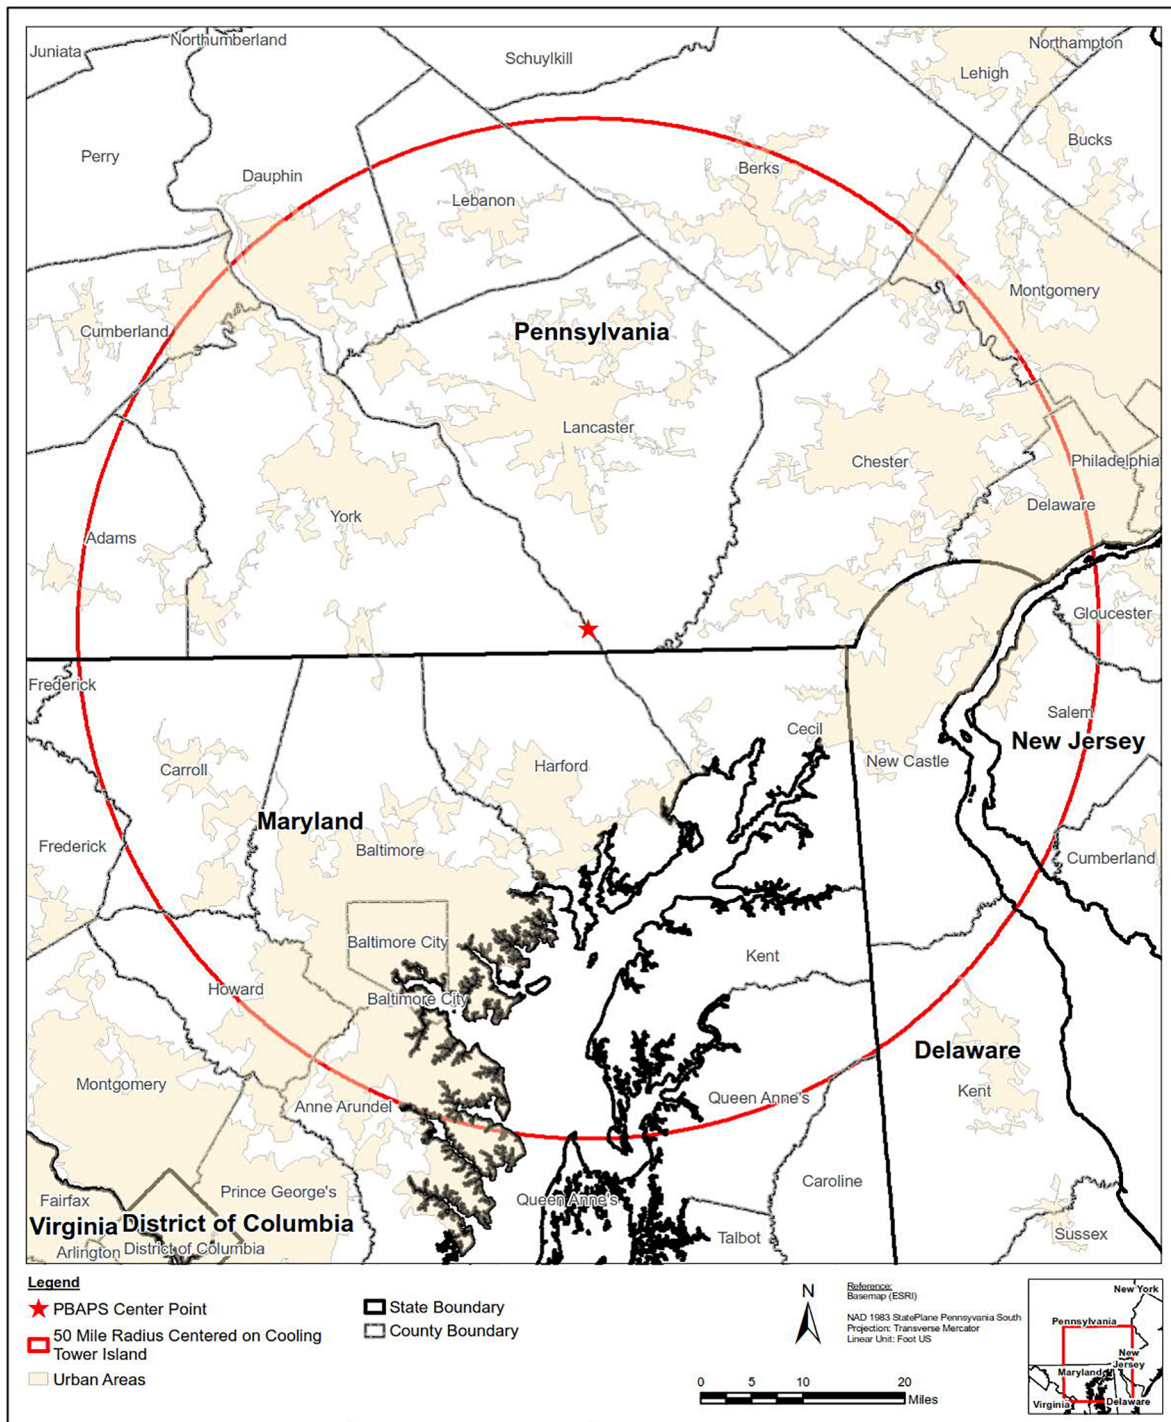 Juniata
Northumberland
Schuylkill
Northampton
Lehigh
Bucks
Perry
Dauphin
Lebanon
Berks
Montgomery
Cumberland
Pennsylvania
Lancaster
Chester
Philadelphia
Delaware
York
Adams
Gloucester
Frederick
Salem
New Jersey
Cecil
New Castle
Carroll
Harford
Maryland
Frederick
Baltimore
Cumberland
Baltimore City
Kent
Howard
Baltimore City
Delaware
Montgomery
Anne Arundel
Queen Anne's
Kent
Caroline
Prince George's
Fairfax
Queen Anne's
Virginia
District of Columbia
Talbot
Sussex
Arlington
District of Columbia
Legend
PBAPS Center Point
50 Mile Radius Centered on Cooling
Tower Island
Urban Areas
State Boundary
County Boundary
N
Reference:
Basemap (ESRI)
NAD 1983 StatePlane Pennsyvania South
Projection: Transverse Mercator
Linear Unit: Foot US
0 5 10 20
Miles
New York
Pennsylvania
New
Jersey
Maryland
Virginia
Delaware